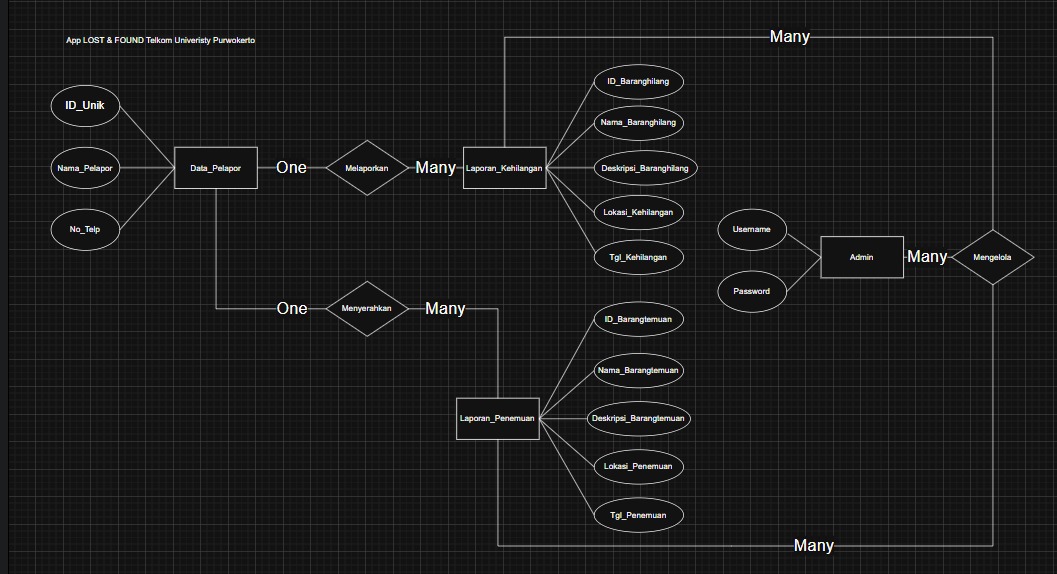 App LOST & FOUND Telkom Univeristy Purwokerto
Many
ID_Unik
Nama_Pelapor
No_Telp
Data_Pelapor
One
Melaporkan
Many
Laporan_Kehilangan
ID_Baranghilang
Nama_Baranghilang
Deskripsi_Baranghilang
Lokasi_Kehilangan
Tgl_Kehilangan
Username
Password
Admin
Many
Mengelola
One
Menyerahkan
Many
Laporan_Penemuan
ID_Barangtemuan
Nama_Barangtemuan
Deskripsi_Barangtemuan
Lokasi_Penemuan
Tgl_Penemuan
Many